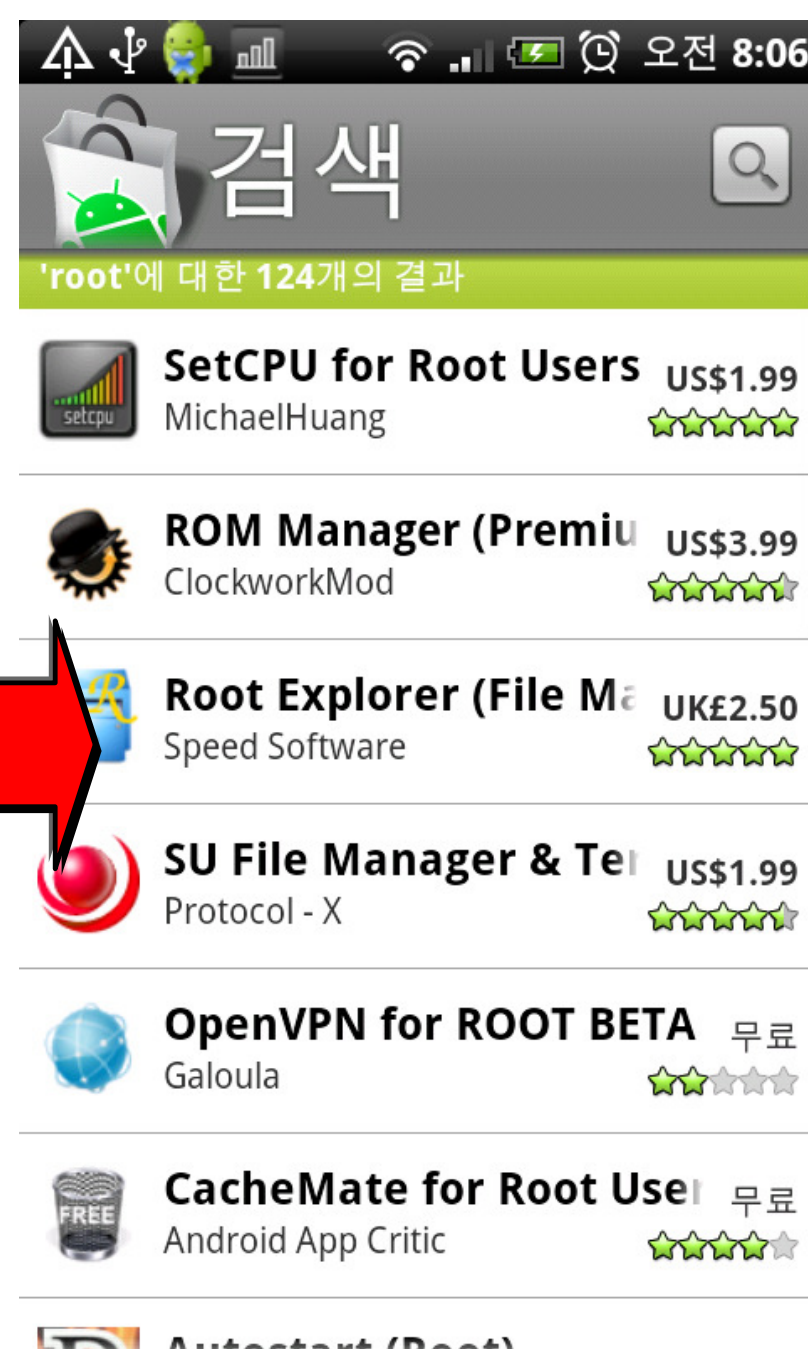 오전 8:06
검색
'root'에 대한 124개의 결과
setcpu
SetCPU for Root Users
US$1.99
MichaelHuang
ROM Manager (Premiu
US$3.99
ClockworkMod
R
Root Explorer (File Ma
UK£2.50
Speed Software
SU File Manager & Ter
US$1.99
Protocol - X
OpenVPN for ROOT BETA
무료
Galoula
FREE
CacheMate for Root User
무료
Android App Critic
Autostart (Root)